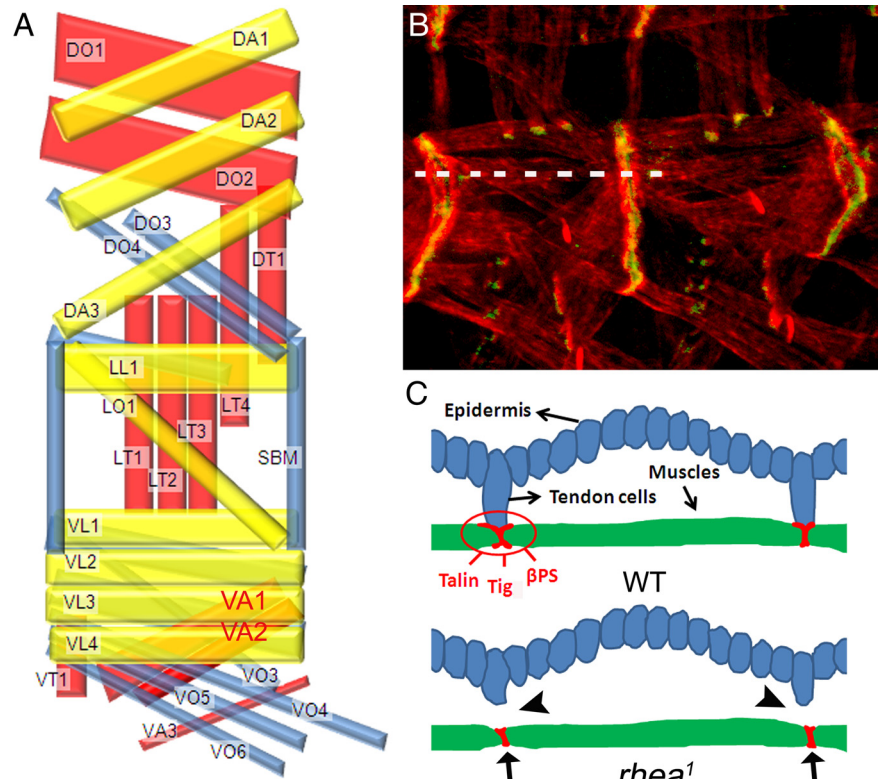 A
DO1
DA1
DA2
DO2
DO3
DO4
DT1
DA3
LL1
LO1
LT4
LT3
LT1
LT2
SBM
VL1
VL2
VL3
VA1
VA2
VL4
VT1
VO3
VO5
VO4
VA3
VO6
B
C
Epidermis
Muscles
Tendon cells
Talin
Tig
βPS
WT
rhea¹